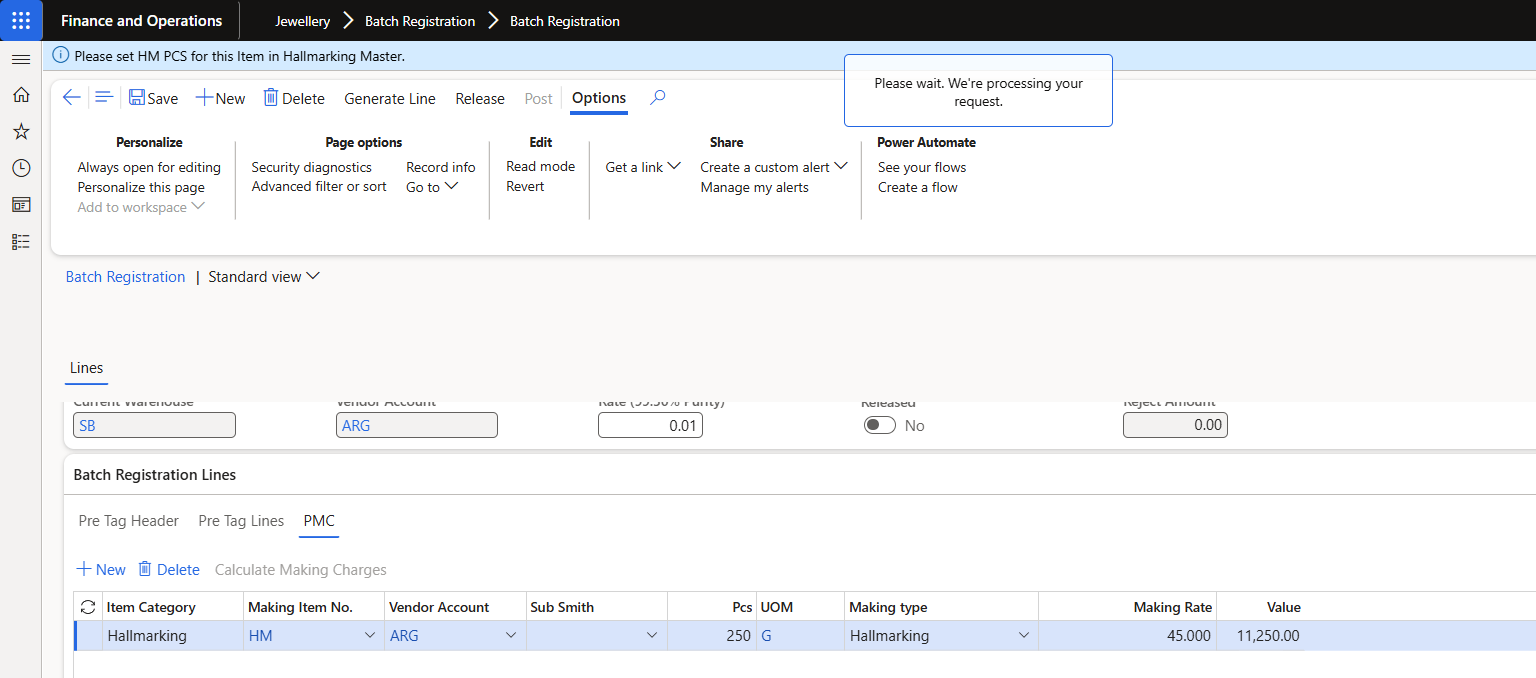 Finance and Operations
Jewellery > Batch Registration > Batch Registration
Please set HM PCS for this Item in Hallmarking Master.
Please wait. We're processing your
request.
Save New Delete Generate Line Release Post Options
Personalize
Always open for editing
Personalize this page
Add to workspace
Page options
Security diagnostics
Advanced filter or sort
Record info
Go to
Edit
Read mode
Revert
Share
Get a link
Create a custom alert
Manage my alerts
Power Automate
See your flows
Create a flow
Batch Registration | Standard view
Lines
Current Warehouse Vendor Account Rate (99.50% Purity) Released Reject Amount
SB ARG 0.01 No 0.00
Batch Registration Lines
Pre Tag Header Pre Tag Lines PMC
New Delete Calculate Making Charges
Item Category Making Item No. Vendor Account Sub Smith Pcs UOM Making type Making Rate Value
Hallmarking HM ARG 250 G Hallmarking 45.000 11,250.00